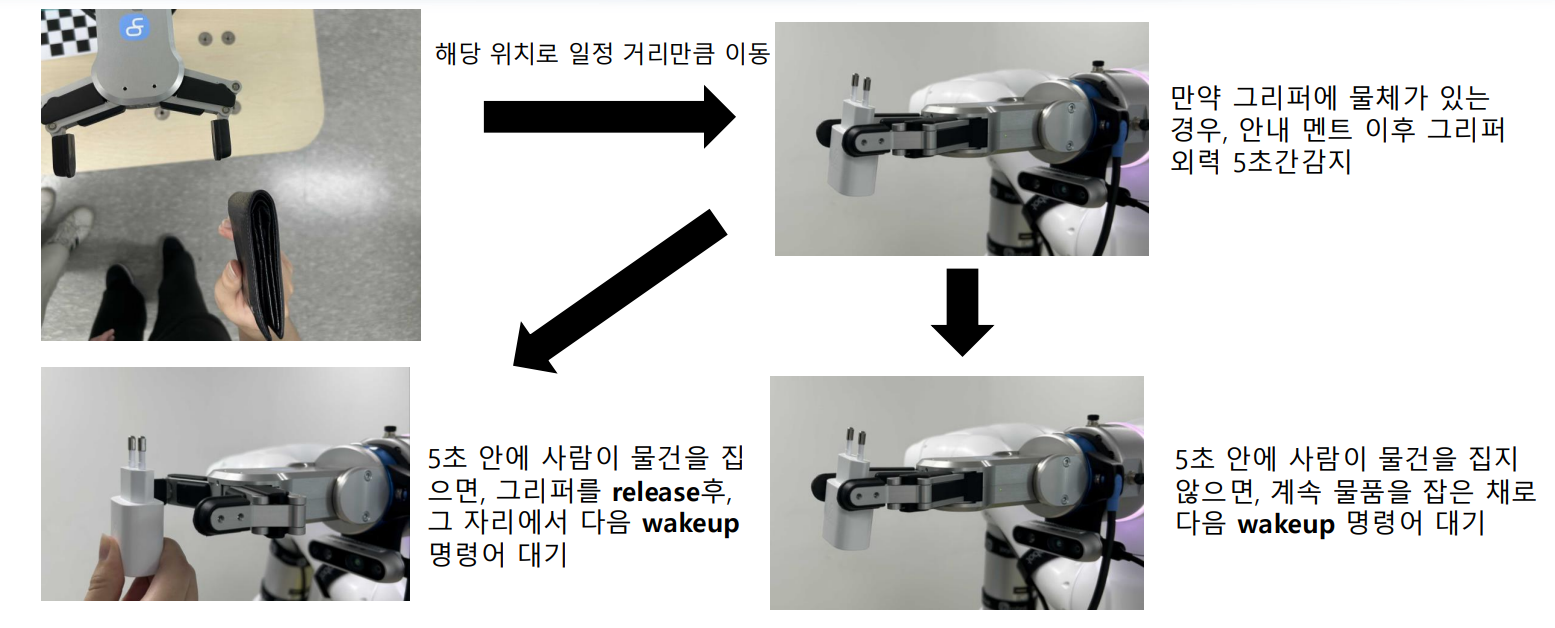 해당 위치로 일정 거리만큼 이동
만약 그리퍼에 물체가 있는
경우, 안내 멘트 이후 그리퍼
외력 5초간감지
5초 안에 사람이 물건을 집
으면, 그리퍼를 release후,
그 자리에서 다음 wakeup
명령어 대기
5초 안에 사람이 물건을 집지
않으면, 계속 물품을 잡은 채로
다음 wakeup 명령어 대기